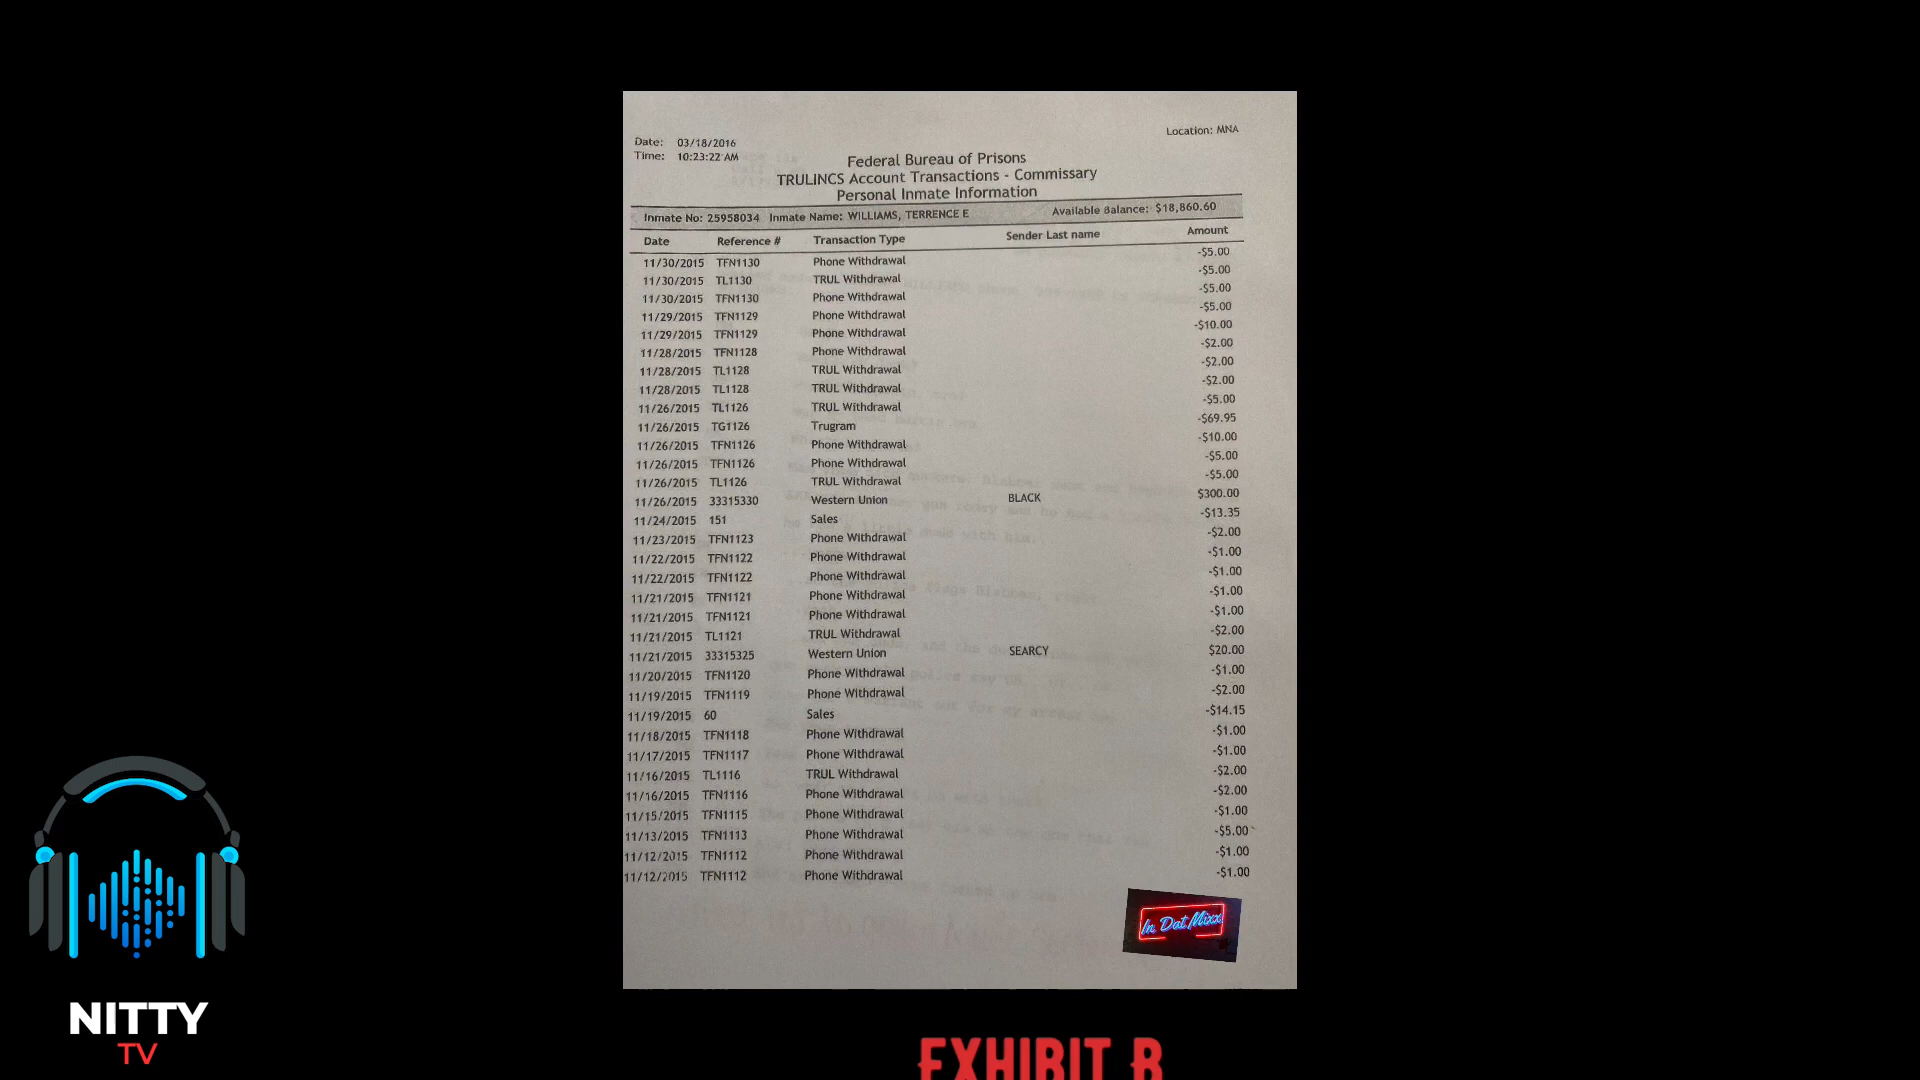 Location: MNA
Date: 03/18/2016
Time: 10:23:22 AM
Federal Bureau of Prisons
TRULINCS Account Transactions - Commissary
Personal Inmate Information
Inmate No: 25958034 Inmate Name: WILLIAMS, TERRENCE E Available Balance: $18,860.60
Date Reference # Transaction Type Sender Last name Amount
11/30/2015 TFN1130 Phone Withdrawal -$5.00
11/30/2015 TL1130 TRUL Withdrawal -$5.00
11/30/2015 TFN1130 Phone Withdrawal -$5.00
11/29/2015 TFN1129 Phone Withdrawal -$5.00
11/29/2015 TFN1129 Phone Withdrawal -$10.00
11/28/2015 TFN1128 Phone Withdrawal -$2.00
11/28/2015 TL1128 TRUL Withdrawal -$2.00
11/28/2015 TL1128 TRUL Withdrawal -$2.00
11/26/2015 TL1126 TRUL Withdrawal -$5.00
11/26/2015 TG1126 Trugram -$69.95
11/26/2015 TFN1126 Phone Withdrawal -$10.00
11/26/2015 TFN1126 Phone Withdrawal -$5.00
11/26/2015 TL1126 TRUL Withdrawal -$5.00
11/26/2015 33315330 Western Union BLACK $300.00
11/24/2015 151 Sales -$13.35
11/23/2015 TFN1123 Phone Withdrawal -$2.00
11/22/2015 TFN1122 Phone Withdrawal -$1.00
11/22/2015 TFN1122 Phone Withdrawal -$1.00
11/21/2015 TFN1121 Phone Withdrawal -$1.00
11/21/2015 TFN1121 Phone Withdrawal -$1.00
11/21/2015 TL1121 TRUL Withdrawal -$2.00
11/21/2015 33315325 Western Union SEARCY $20.00
11/20/2015 TFN1120 Phone Withdrawal -$1.00
11/19/2015 TFN1119 Phone Withdrawal -$2.00
11/19/2015 60 Sales -$14.15
11/18/2015 TFN1118 Phone Withdrawal -$1.00
11/17/2015 TFN1117 Phone Withdrawal -$1.00
11/16/2015 TL1116 TRUL Withdrawal -$2.00
11/16/2015 TFN1116 Phone Withdrawal -$2.00
11/15/2015 TFN1115 Phone Withdrawal -$1.00
11/13/2015 TFN1113 Phone Withdrawal -$5.00
11/12/2015 TFN1112 Phone Withdrawal -$1.00
11/12/2015 TFN1112 Phone Withdrawal -$1.00
In Dat Mixx
NITTY
TV
EXHIBIT B